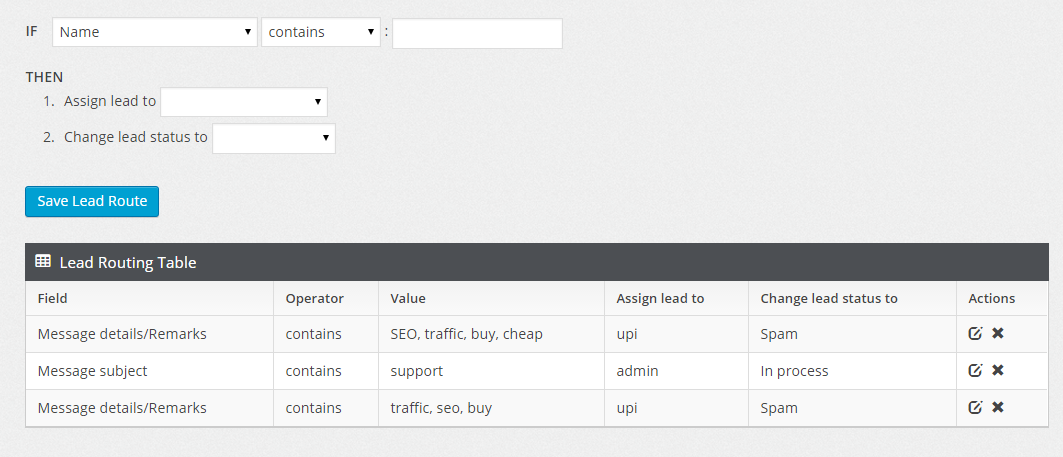 IF Name contains :
THEN
1. Assign lead to
2. Change lead status to
Save Lead Route
Lead Routing Table
Field Operator Value Assign lead to Change lead status to Actions
Message details/Remarks contains SEO, traffic, buy, cheap upi Spam
Message subject contains support admin In process
Message details/Remarks contains traffic, seo, buy upi Spam